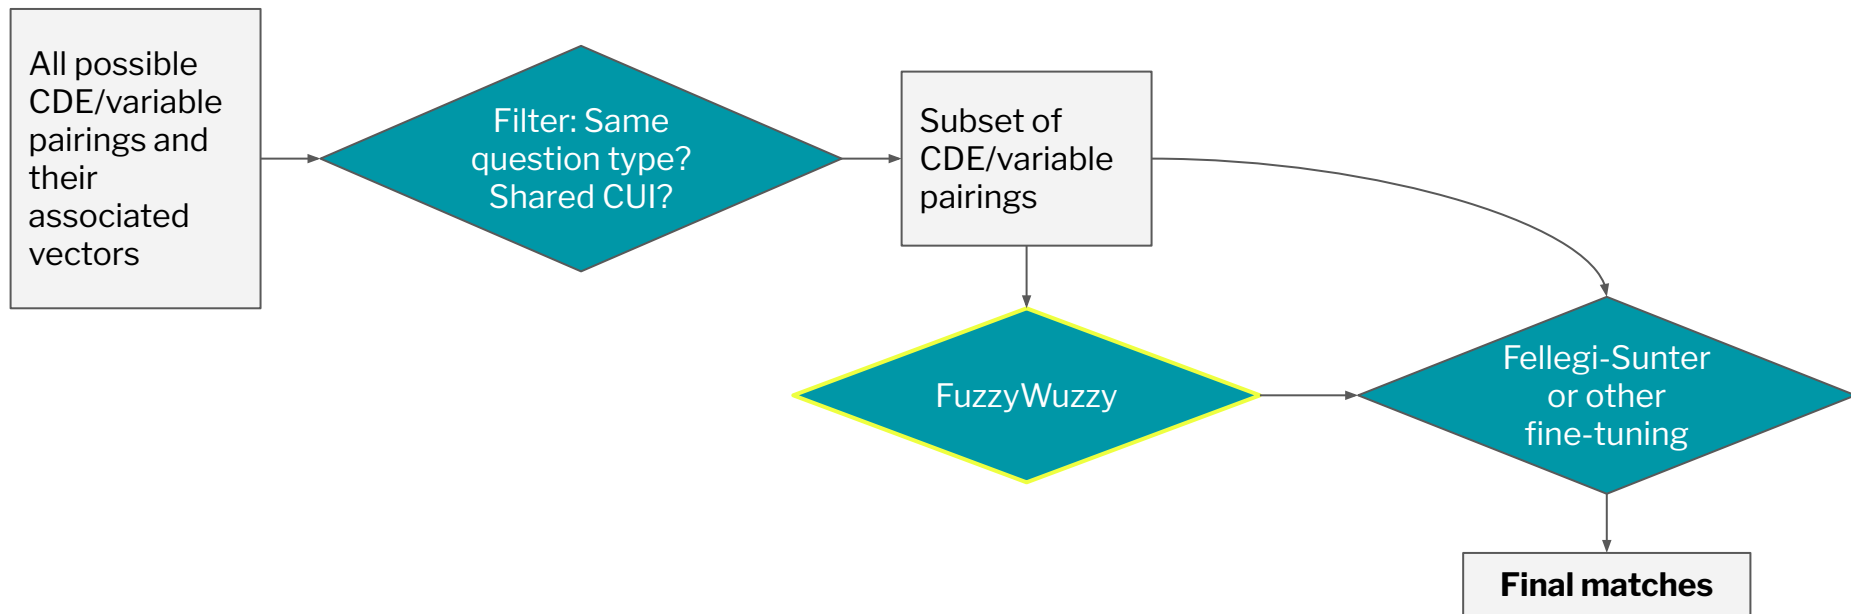 All possible
CDE/variable
pairings and
their
associated
vectors
Filter: Same
question type?
Shared CUI?
Subset of
CDE/variable
pairings
FuzzyWuzzy
Fellegi-Sunter
or other
fine-tuning
Final matches